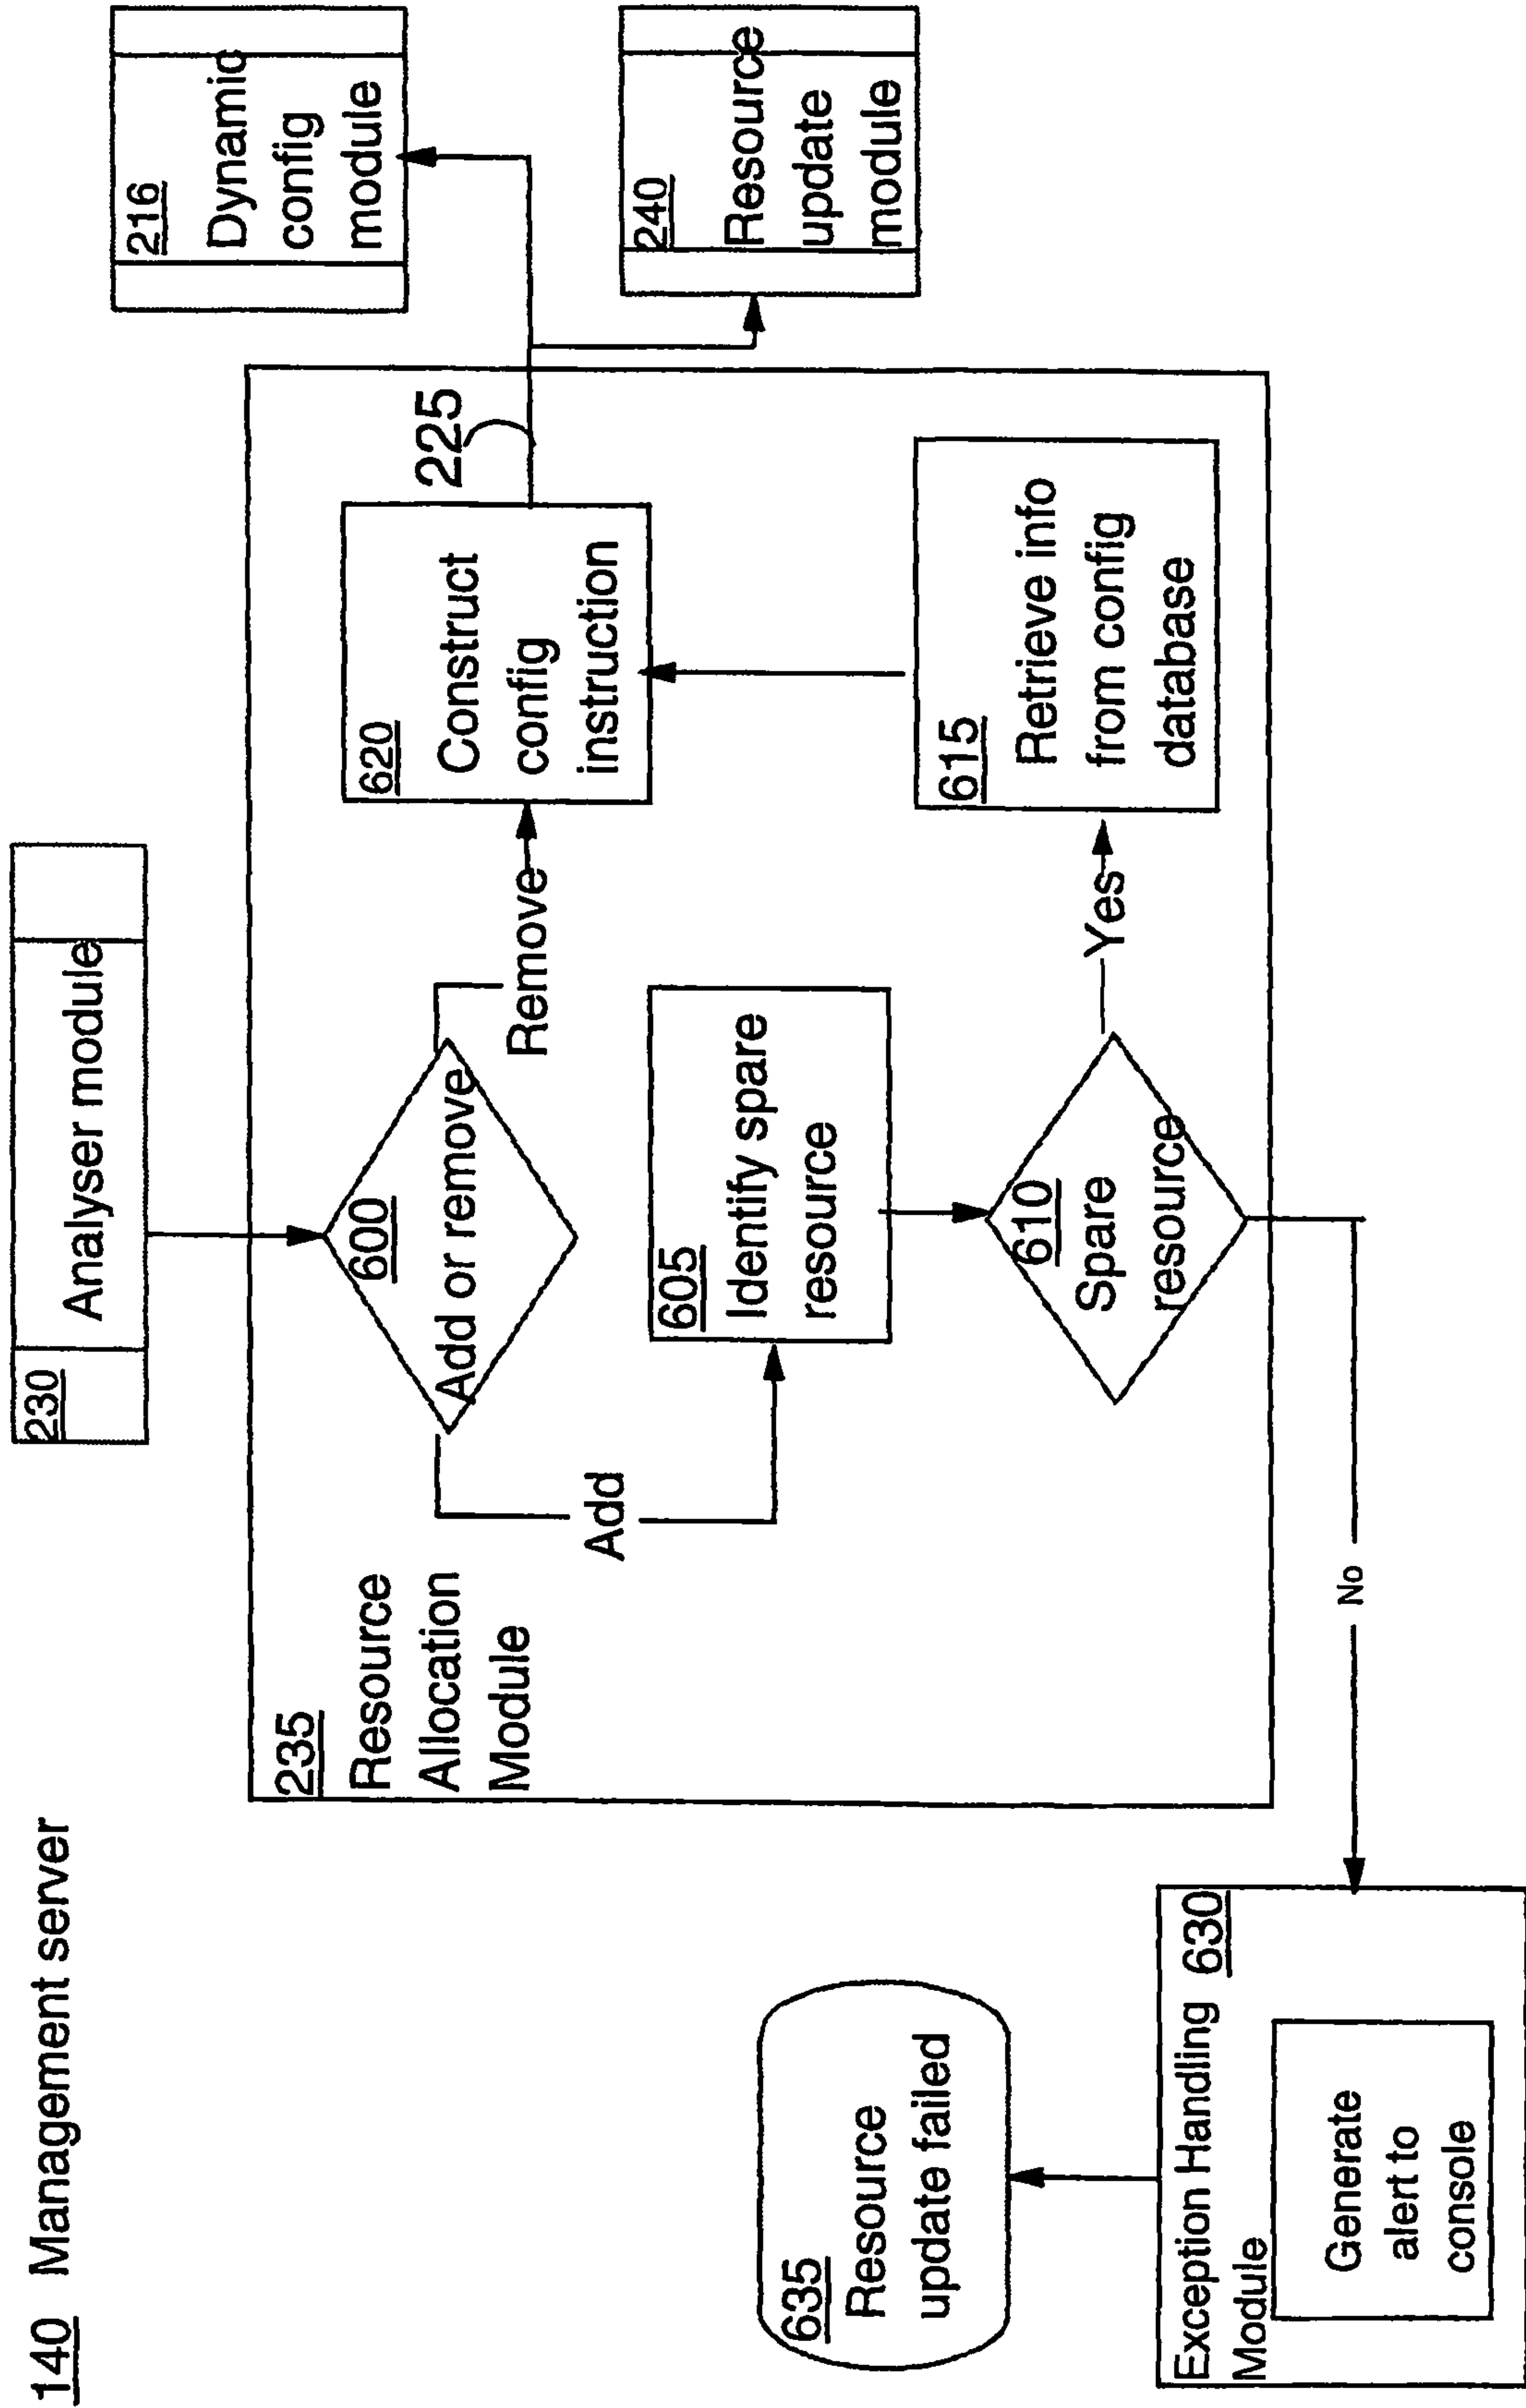 140 Management server
230
Analyser module
216
Dynamic
config
module
240
Resource
update
module
235
Resource
Allocation
Module
600
Add or remove
Remove
Add
620
Construct
config
instruction
225
605
Identify spare
resource
610
Spare
resource
Yes
615
Retrieve info
from config
database
No
Exception Handling 630
Module
Generate
alert to
console
635
Resource
update failed